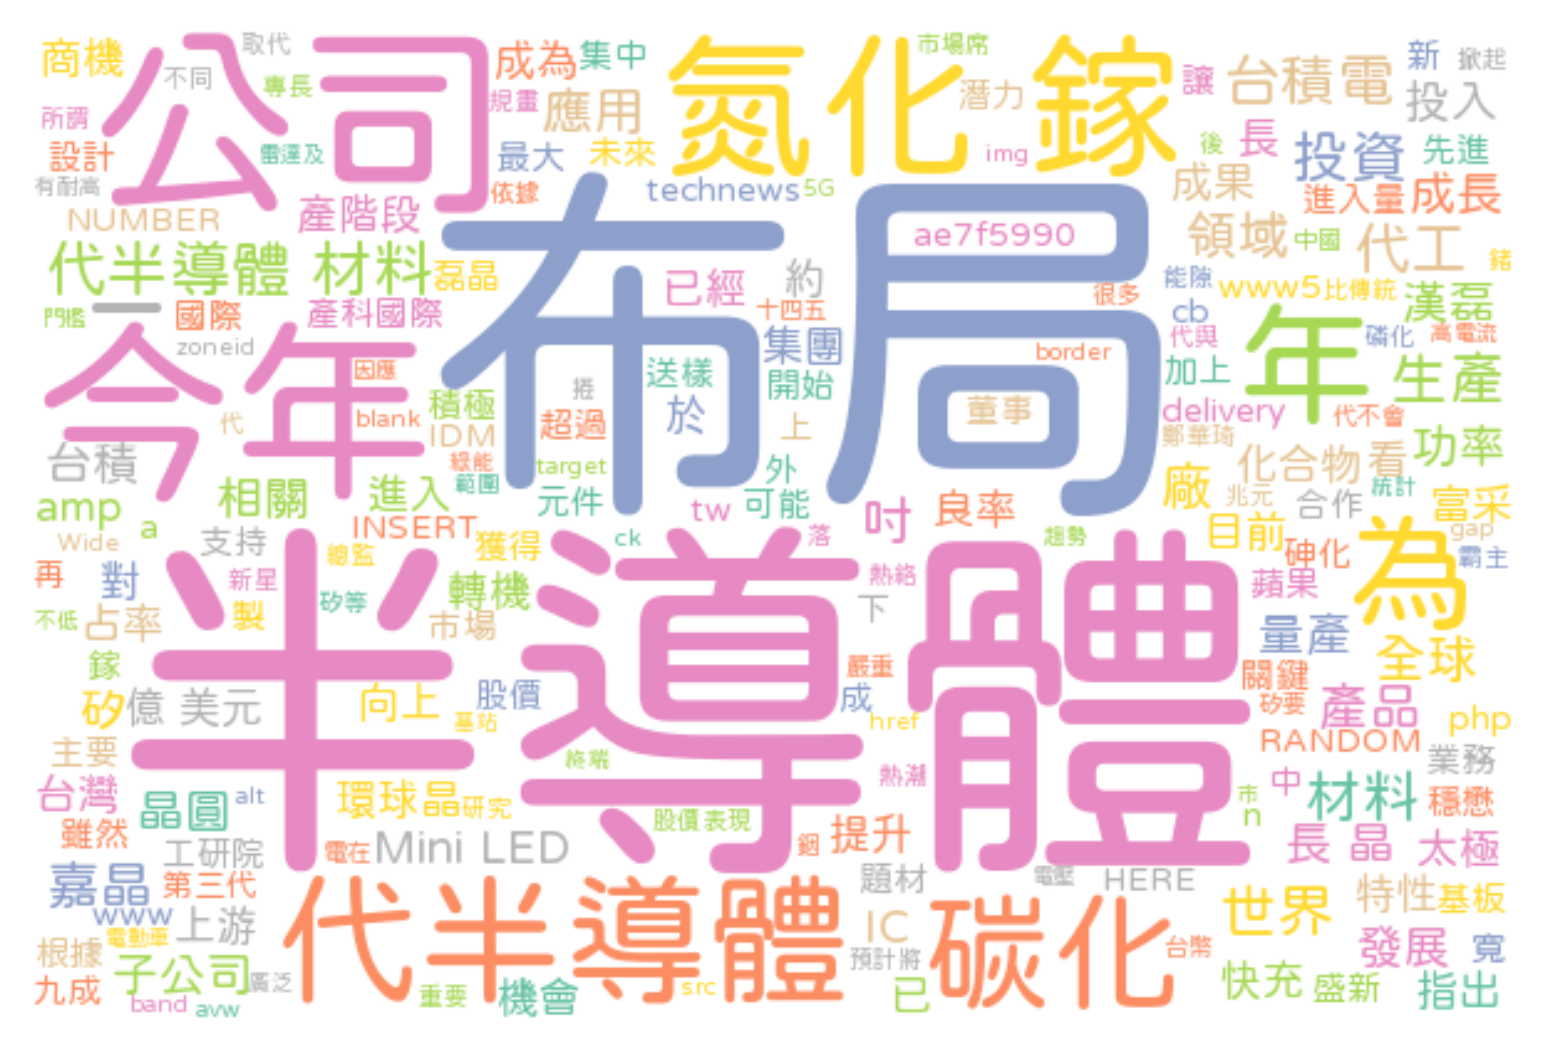 商機
公司
取代
不同
專長
成為
集中
規畫
應用
氮化鎵
市場席
潛力
讓
台積電
新
掀起
投入
所謂
設計
有耐高
雷達及
最大
未來
依據
technews
5G
img
後
長
投資
先進
成果
進入量
成長
NUMBER
產階段
代半導體 材料
磊晶
布局
ae7f5990
已經
約
領域
中國
代工
鍺
能隙
www5
比傳統
漢磊
一
門檻
國際
產科國際
十四五
很多
cb
代與
年
磷化
高電流
zoneid
今年
因應
集團
border
送樣
開始
加上
生產
捲
積極
blank
代
IDM
超過
於
上
董事
delivery
代不會
鄭華琦
台積
綠能
範圍
target
外
化合物
看
功率
相關
進入
元件
可能
廠
兆元
合作
統計
富采
amp
a
INSERT
tw
吋
良率
目前
gap
Wide
支持
總監
獲得
ck
落
趨勢
砷化
為
霸主
再
對
新星
矽等
轉機
熱絡
下
蘋果
不低
占率
製
市場
半導體
量產
全球
鎵
嚴重
關鍵
矽
億
美元
向上
股價
基站
成
href
矽要
產品
php
主要
終端
RANDOM
業務
台灣
晶圓
alt
環球晶
研究
熱潮
市
n
中
材料
穩懋
雖然
工研院
電在
Mini LED
股價
表現
銦
提升
長
晶
太極
嘉晶
第三代
題材
電壓
HERE
www
電動車
上游
代半導體
IC
碳化
世界
特性
基板
根據
預計將
台幣
發展
寬
九成
子公司
廣泛
band
avw
重要
機會
src
已
快充
盛新
指出